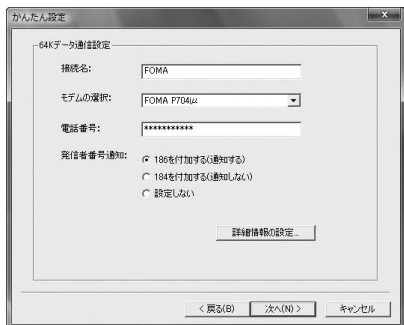 かんたん設定
64Kデータ通信設定
接続名: FOMA
モデムの選択: FOMA P704iμ
電話番号: ***********
発信者番号通知: 186を付加する(通知する)
184を付加する(通知しない)
設定しない
詳細情報の設定...
< 戻る(B) 次へ(N) > キャンセル